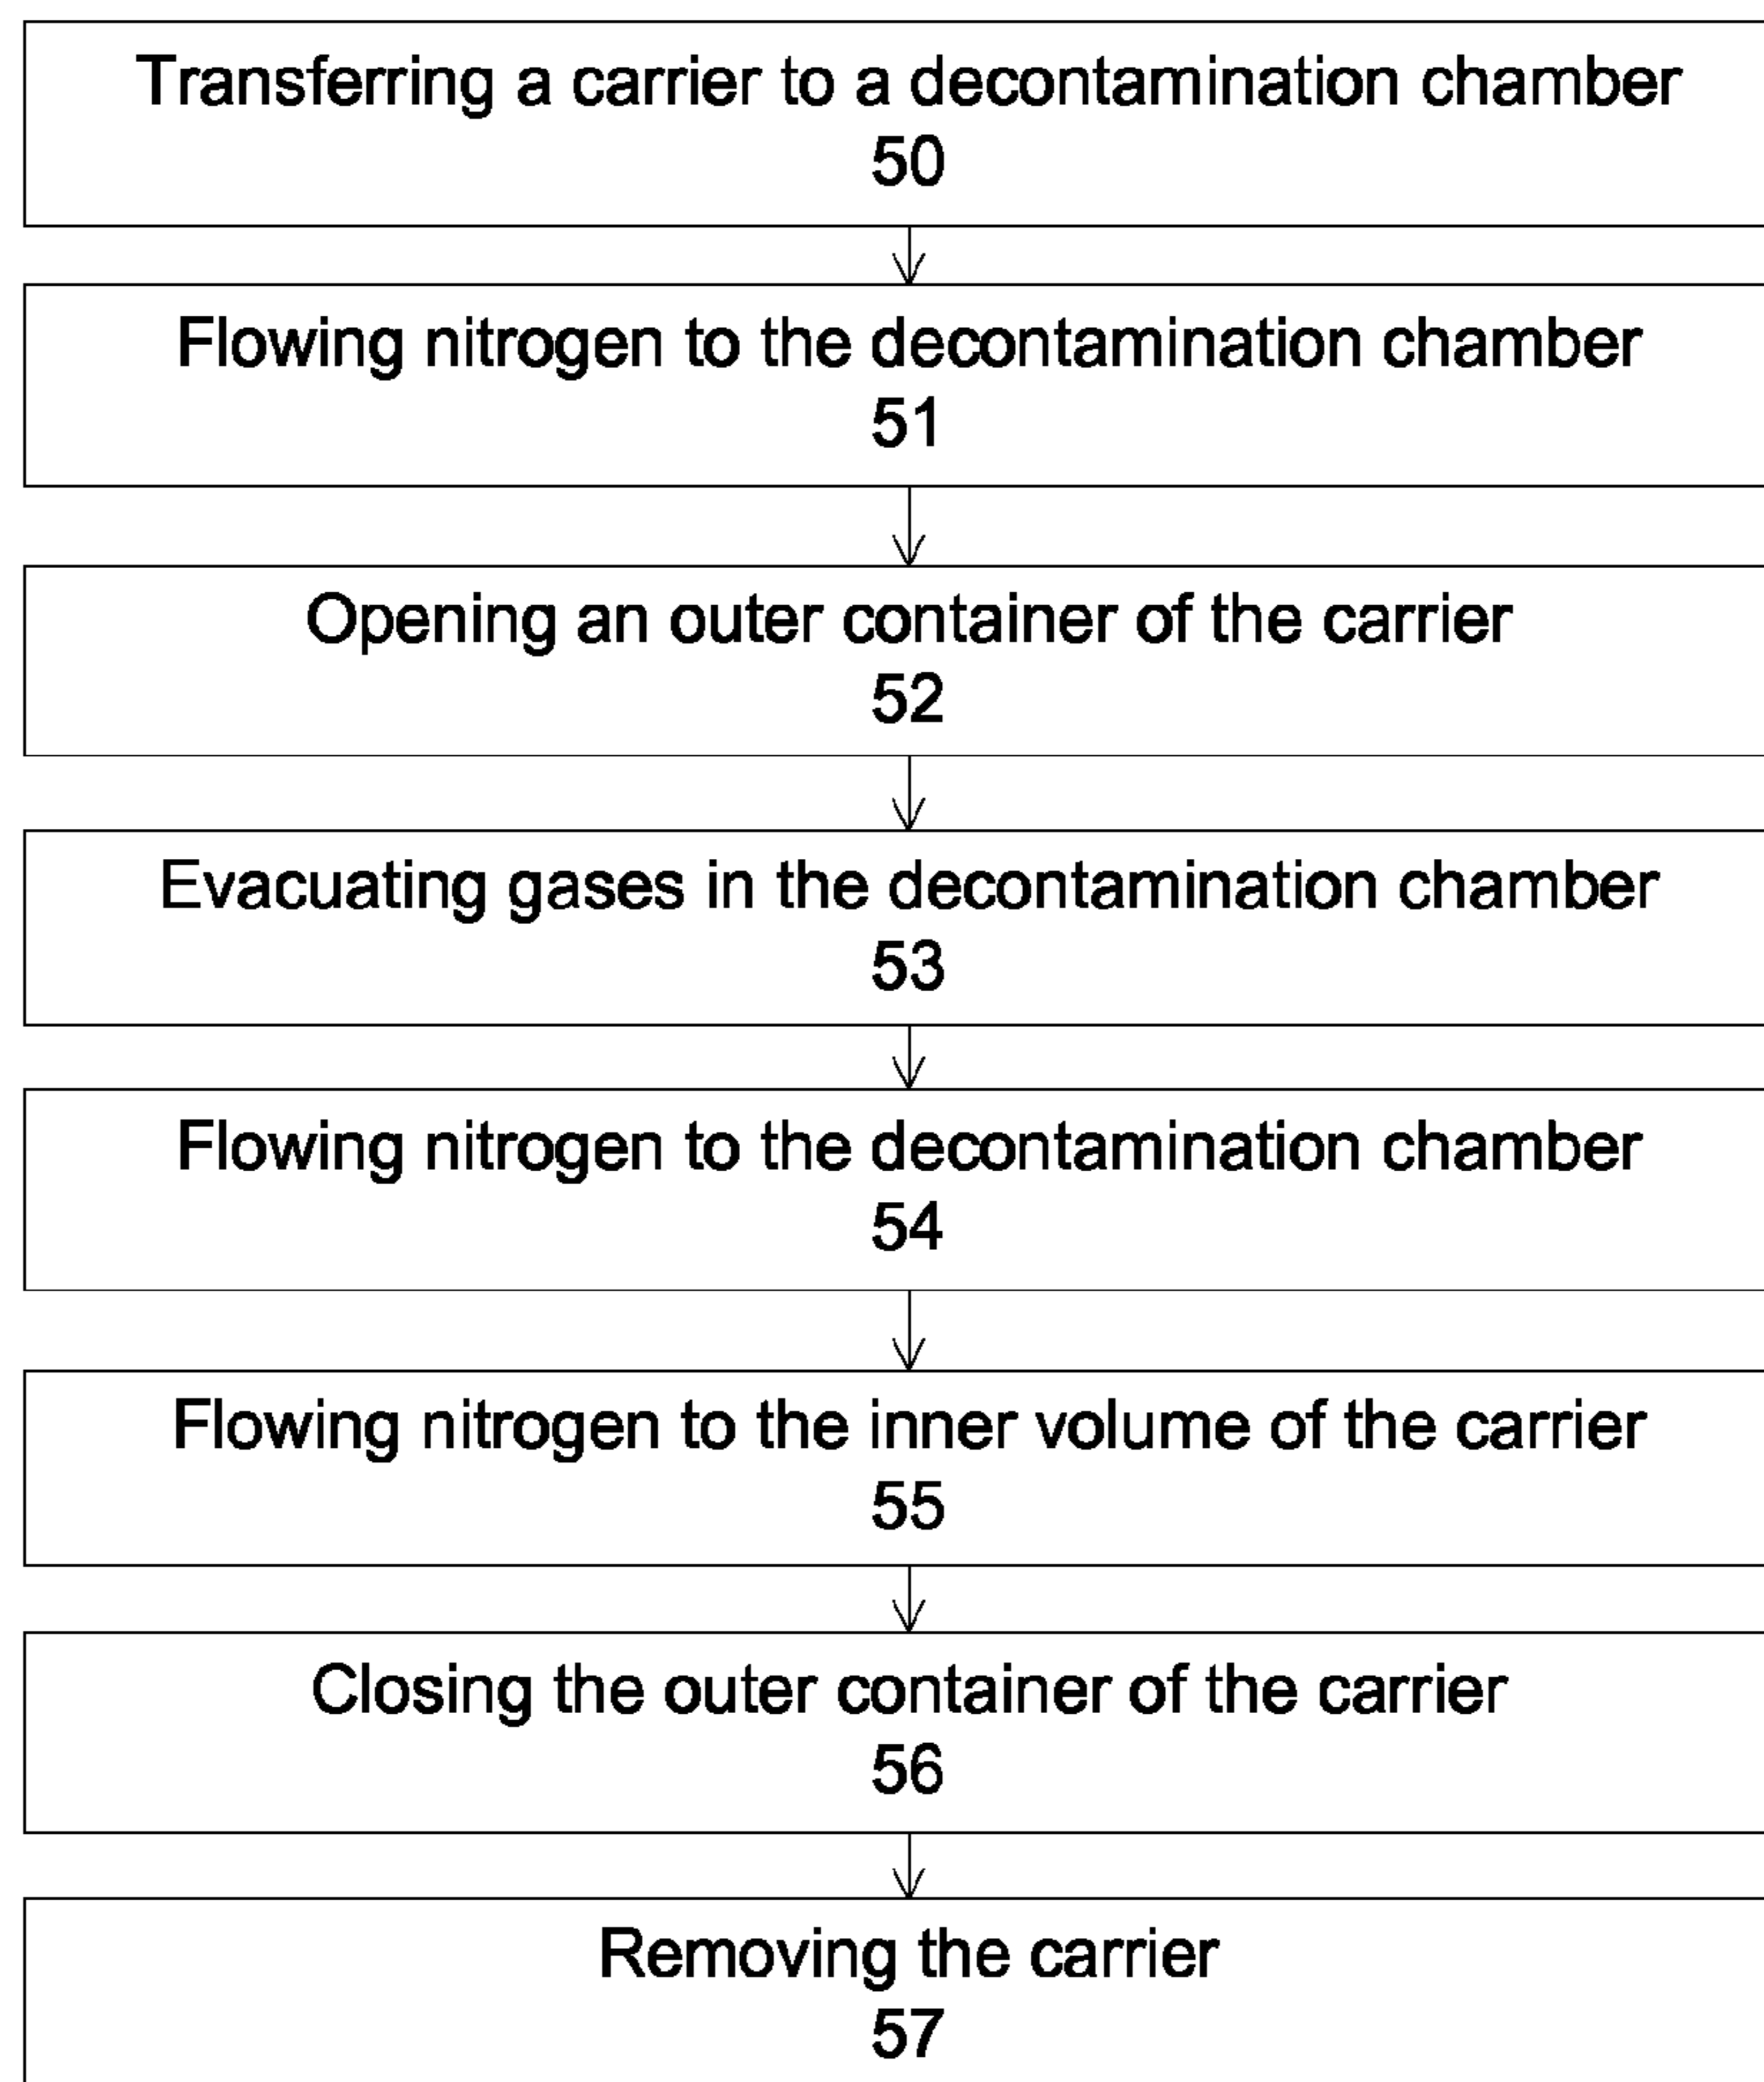 Transferring a carrier to a decontamination chamber
50
Flowing nitrogen to the decontamination chamber
51
Opening an outer container of the carrier
52
Evacuating gases in the decontamination chamber
53
Flowing nitrogen to the decontamination chamber
54
Flowing nitrogen to the inner volume of the carrier
55
Closing the outer container of the carrier
56
Removing the carrier
57